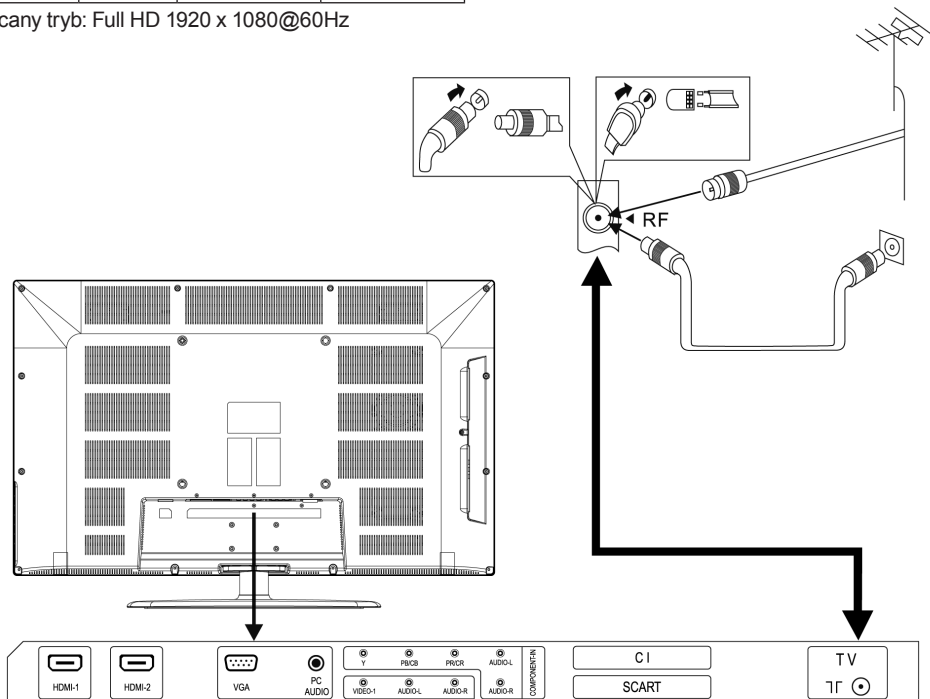 cany tryb: Full HD 1920 x 1080@60Hz
RF
HDMI-1
HDMI-2
VGA
PC
AUDIO
Y
PB/CB
PR/CR
AUDIO-L
VIDEO-1
AUDIO-L
AUDIO-R
AUDIO-R
COMPONENT-IN
CI
SCART
TV